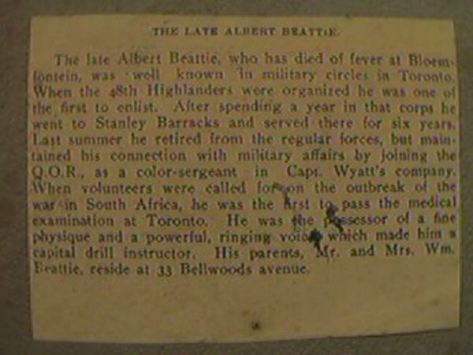 THE LATE ALBERT BEATTIE.
The late Albert Beattie, who has died of fever at Bloem-
fontein, was well known in military circles in Toronto.
When the 48th Highlanders were organized he was one of
the first to enlist. After spending a year in that corps he
went to Stanley Barracks and served there for six years.
Last summer he retired from the regular forces, but main-
tained his connection with military affairs by joining the
Q.O.R., as a color-sergeant in Capt. Wyatt's company.
When volunteers were called for on the outbreak of the
war in South Africa, he was the first to pass the medical
examination at Toronto. He was the possessor of a fine
physique and a powerful, ringing voice which made him a
capital drill instructor. His parents, Mr. and Mrs. Wm.
Beattie, reside at 33 Bellwoods avenue.